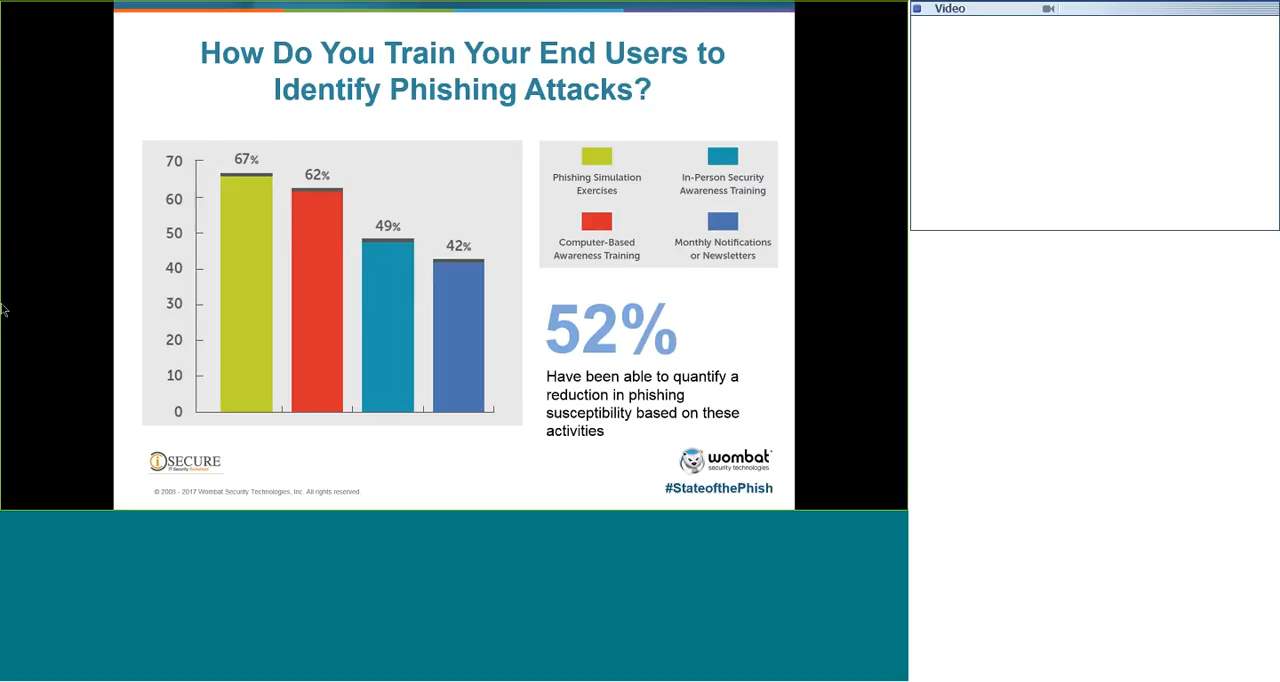 Video
How Do You Train Your End Users to
Identify Phishing Attacks?
70
60
50
40
30
20
10
0
67%
62%
49%
42%
Phishing Simulation
Exercises
In-Person Security
Awareness Training
Computer-Based
Awareness Training
Monthly Notifications
or Newsletters
52%
Have been able to quantify a
reduction in phishing
susceptibility based on these
activities
iSECURE
wombat
security technologies
#StateofthePhish
© 2008 - 2017 Wombat Security Technologies, Inc. All rights reserved.